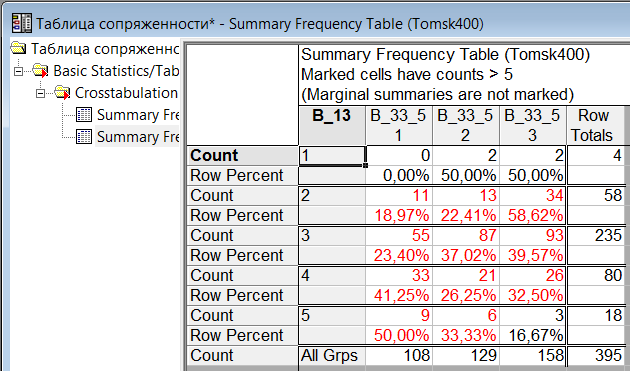 Таблица сопряженности* - Summary Frequency Table (Tomsk400)
Таблица сопряженнс
Basic Statistics/Tab
Crosstabulation
Summary Fre
Summary Fre
Summary Frequency Table (Tomsk400)
Marked cells have counts > 5
(Marginal summaries are not marked)
B_13 B_33_5 1 B_33_5 2 B_33_5 3 Row Totals
Count 1 0 2 2 4
Row Percent 0,00% 50,00% 50,00%
Count 2 11 13 34 58
Row Percent 18,97% 22,41% 58,62%
Count 3 55 87 93 235
Row Percent 23,40% 37,02% 39,57%
Count 4 33 21 26 80
Row Percent 41,25% 26,25% 32,50%
Count 5 9 6 3 18
Row Percent 50,00% 33,33% 16,67%
Count All Grps 108 129 158 395